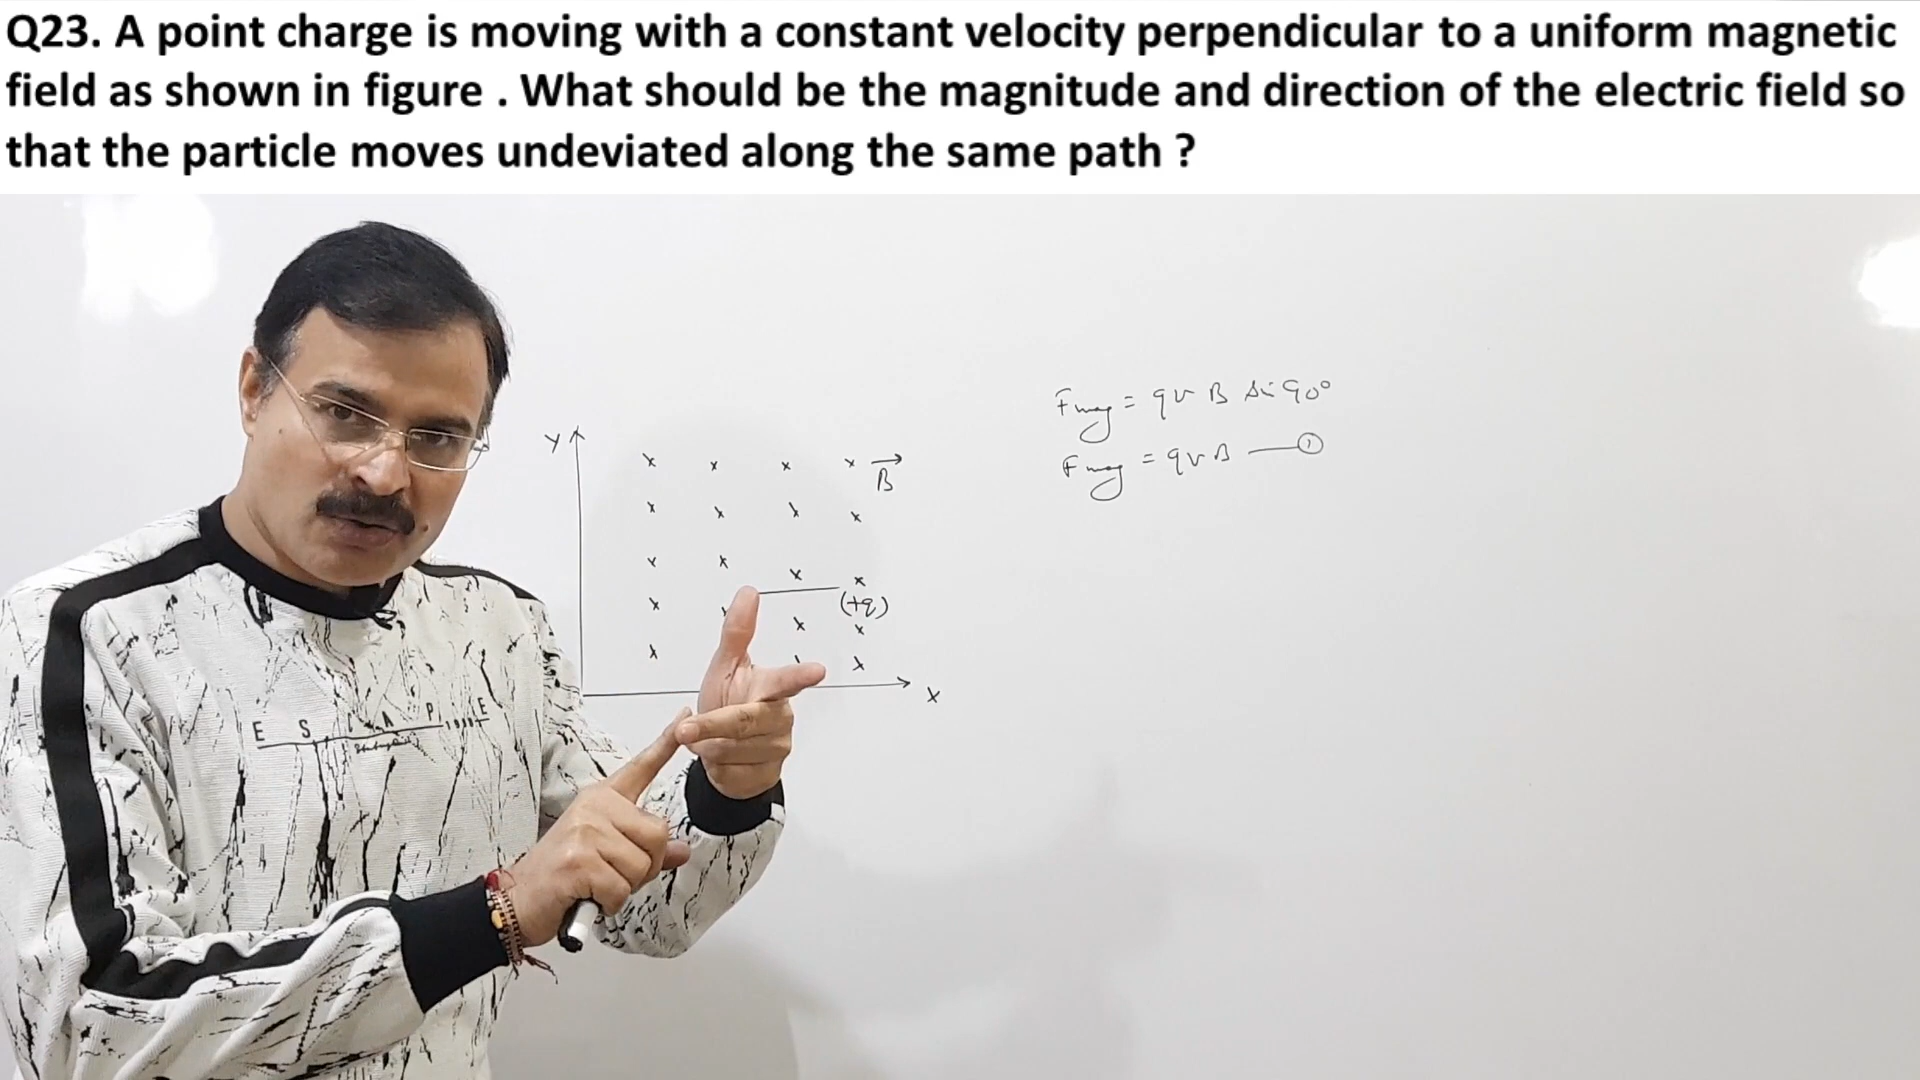 Q23. A point charge is moving with a constant velocity perpendicular to a uniform magnetic
field as shown in figure . What should be the magnitude and direction of the electric field so
that the particle moves undeviated along the same path ?
Fmag = qvB sin 90°
Fmag = qvB —①
Y
x x x x B
x x x x
x x x x
(+q)
x x x
x x
X
E S C A P E